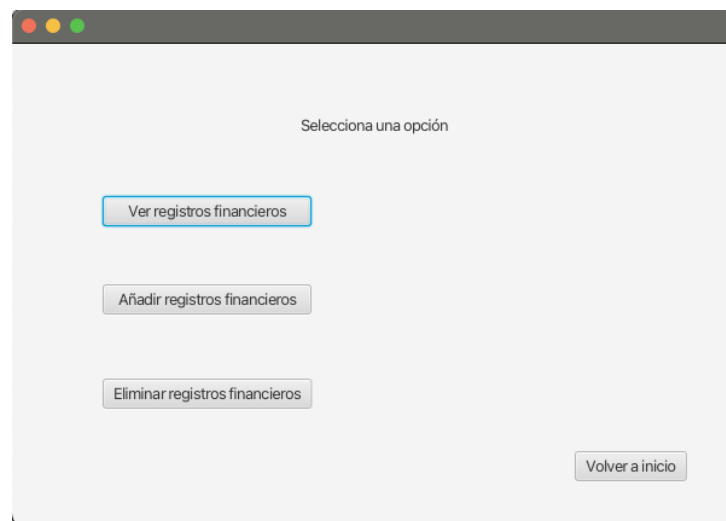 Selecciona una opción
Ver registros financieros
Añadir registros financieros
Eliminar registros financieros
Volver a inicio